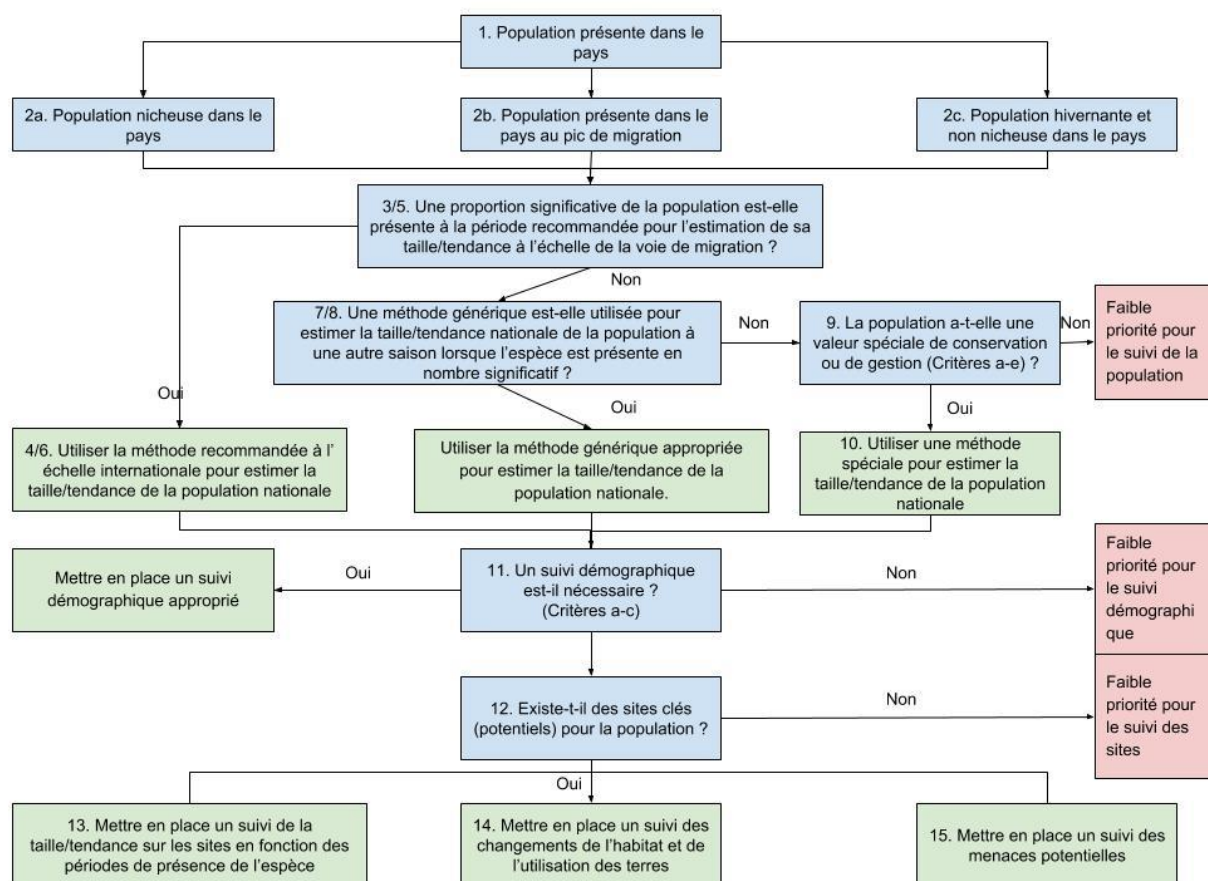 1. Population présente dans le
pays
2a. Population nicheuse dans le
pays
2b. Population présente dans le
pays au pic de migration
2c. Population hivernante et
non nicheuse dans le pays
3/5. Une proportion significative de la population est-elle
présente à la période recommandée pour l'estimation de sa
taille/tendance à l'échelle de la voie de migration ?
Non
7/8. Une méthode générique est-elle utilisée pour
estimer la taille/tendance nationale de la population à
une autre saison lorsque l'espèce est présente en
nombre significatif ?
Non
9. La population a-t-elle une
valeur spéciale de conservation
ou de gestion (Critères a-e) ?
Non
Faible
priorité pour
le suivi de la
population
Oui
Oui
Oui
4/6. Utiliser la méthode recommandée à l'
échelle internationale pour estimer la
taille/tendance de la population nationale
Utiliser la méthode générique appropriée
pour estimer la taille/tendance de la
population nationale.
10. Utiliser une méthode
spéciale pour estimer la
taille/tendance de la population
nationale
Mettre en place un suivi
démographique approprié
Oui
11. Un suivi démographique
est-il nécessaire ?
(Critères a-c)
Non
Faible
priorité pour
le suivi
démographi
que
12. Existe-t-il des sites clés
(potentiels) pour la population ?
Non
Faible
priorité pour
le suivi des
sites
Oui
13. Mettre en place un suivi de la
taille/tendance sur les sites en fonction des
périodes de présence de l'espèce
14. Mettre en place un suivi des
changements de l'habitat et de
l'utilisation des terres
15. Mettre en place un suivi des
menaces potentielles